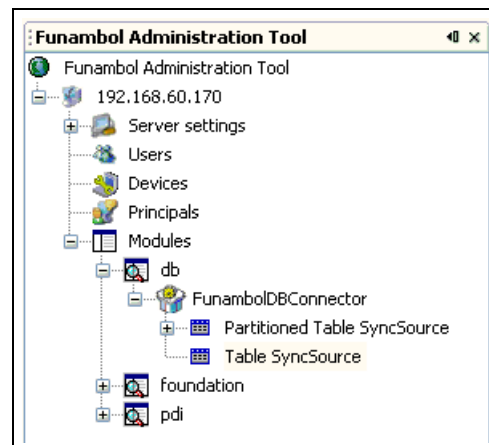 Funambol Administration Tool
Funambol Administration Tool
192.168.60.170
Server settings
Users
Devices
Principals
Modules
db
FunambolDBConnector
Partitioned Table SyncSource
Table SyncSource
foundation
pdi